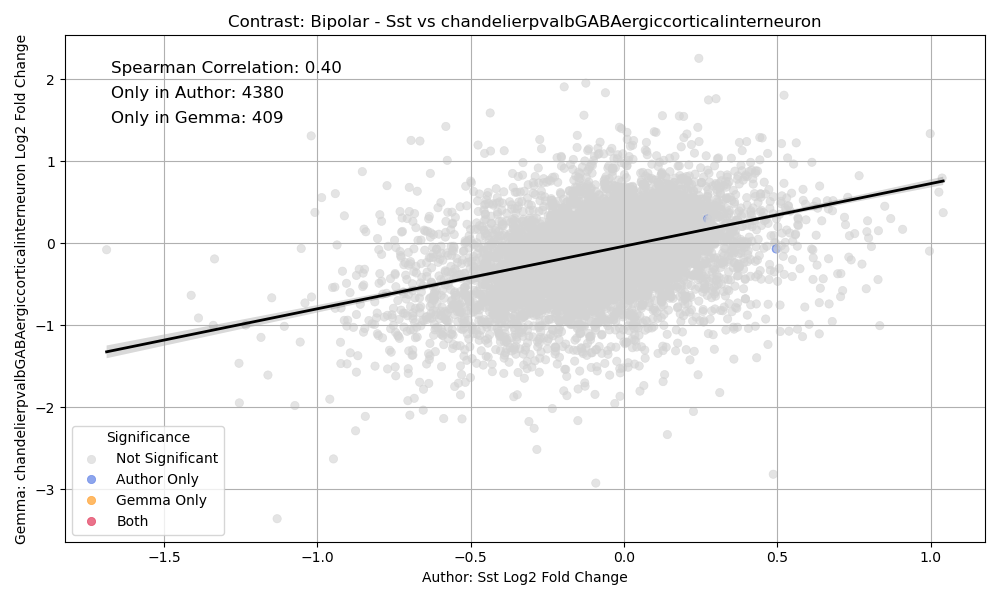 Contrast: Bipolar - Sst vs chandelierpvalbGABAergiccorticalinterneuron
Gemma: chandelierpvalbGABAergiccorticalinterneuron Log2 Fold Change
2
1
0
−1
−2
−3
Spearman Correlation: 0.40
Only in Author: 4380
Only in Gemma: 409
Significance
Not Significant
Author Only
Gemma Only
Both
−1.5 −1.0 −0.5 0.0 0.5 1.0
Author: Sst Log2 Fold Change